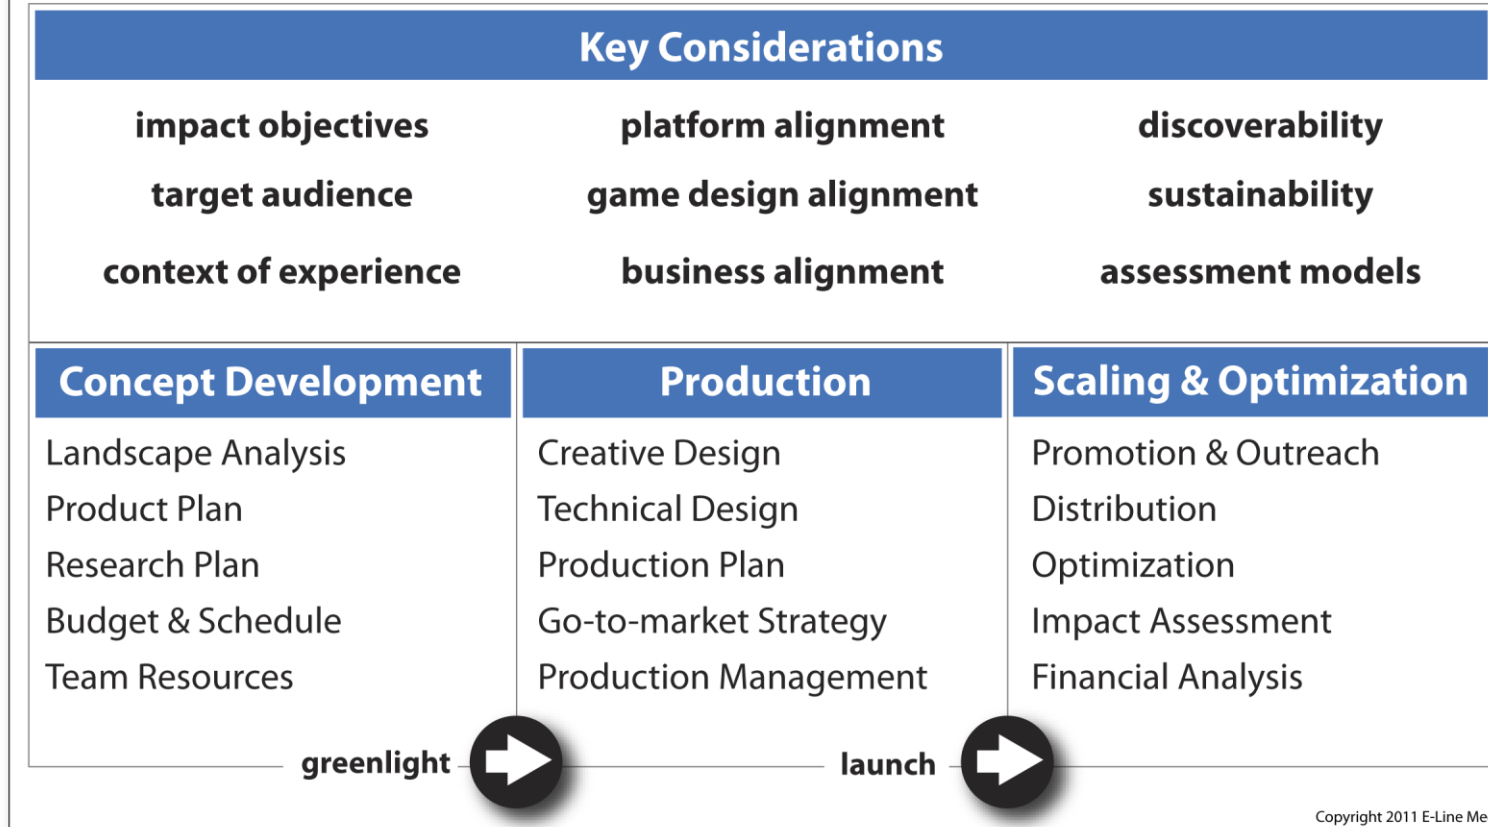 Key Considerations
impact objectives
platform alignment
discoverability
target audience
game design alignment
sustainability
context of experience
business alignment
assessment models
Concept Development
Landscape Analysis
Product Plan
Research Plan
Budget & Schedule
Team Resources
greenlight
Production
Creative Design
Technical Design
Production Plan
Go-to-market Strategy
Production Management
launch
Scaling & Optimization
Promotion & Outreach
Distribution
Optimization
Impact Assessment
Financial Analysis
Copyright 2011 E-Line Me